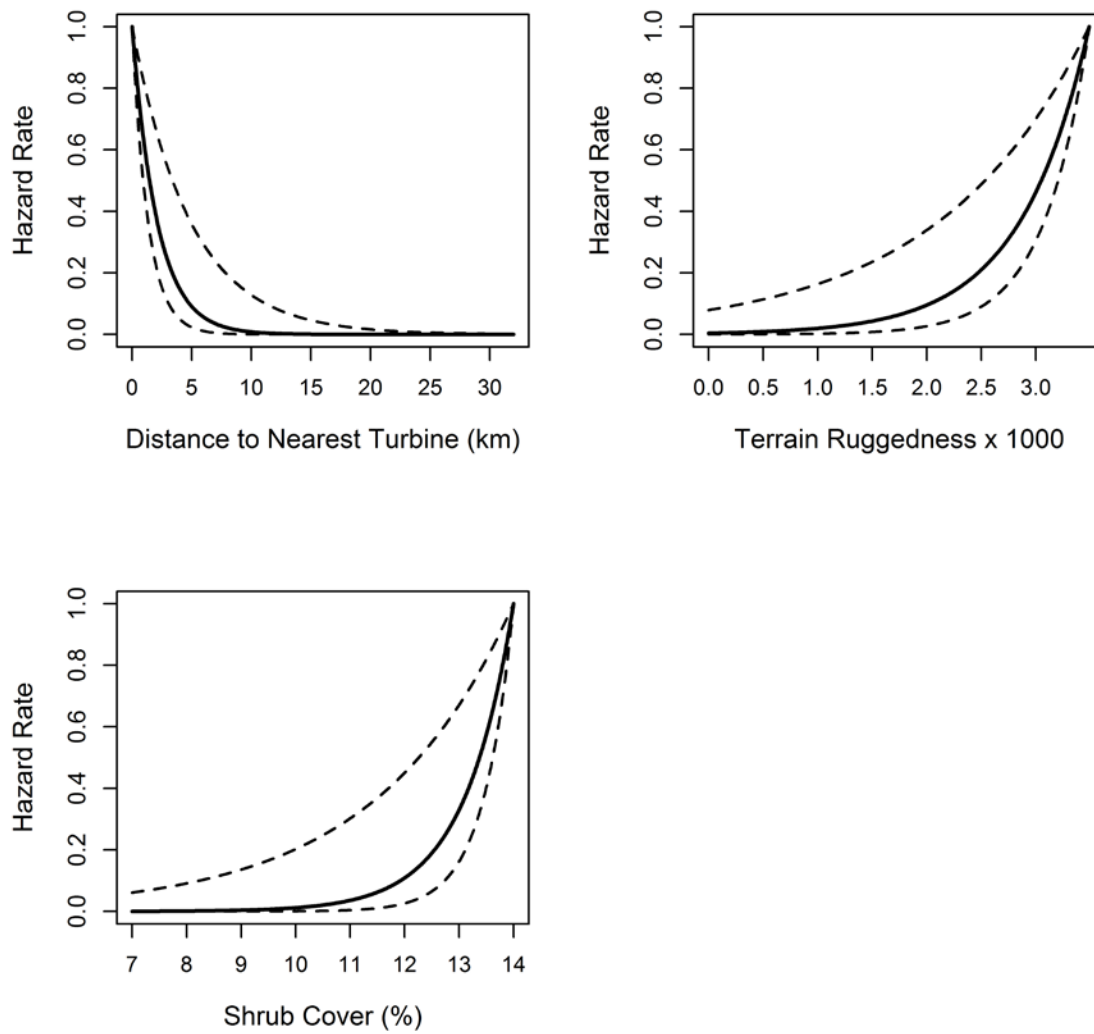 Hazard Rate
1.0
0.8
0.6
0.4
0.2
0.0
0 5 10 15 20 25 30
Distance to Nearest Turbine (km)
Hazard Rate
1.0
0.8
0.6
0.4
0.2
0.0
0.0 0.5 1.0 1.5 2.0 2.5 3.0
Terrain Ruggedness x 1000
Hazard Rate
1.0
0.8
0.6
0.4
0.2
0.0
7 8 9 10 11 12 13 14
Shrub Cover (%)